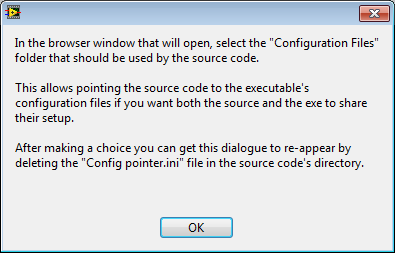 In the browser window that will open, select the "Configuration Files"
folder that should be used by the source code.
This allows pointing the source code to the executable's
configuration files if you want both the source and the exe to share
their setup.
After making a choice you can get this dialogue to re-appear by
deleting the "Config pointer.ini" file in the source code's directory.
OK